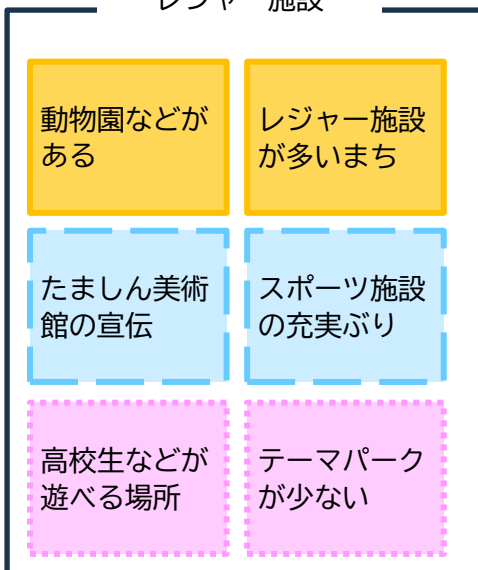 レジャー施設
動物園などが
ある
レジャー施設
が多いまち
たましん美術
館の宣伝
スポーツ施設
の充実ぶり
高校生などが
遊べる場所
テーマパーク
が少ない